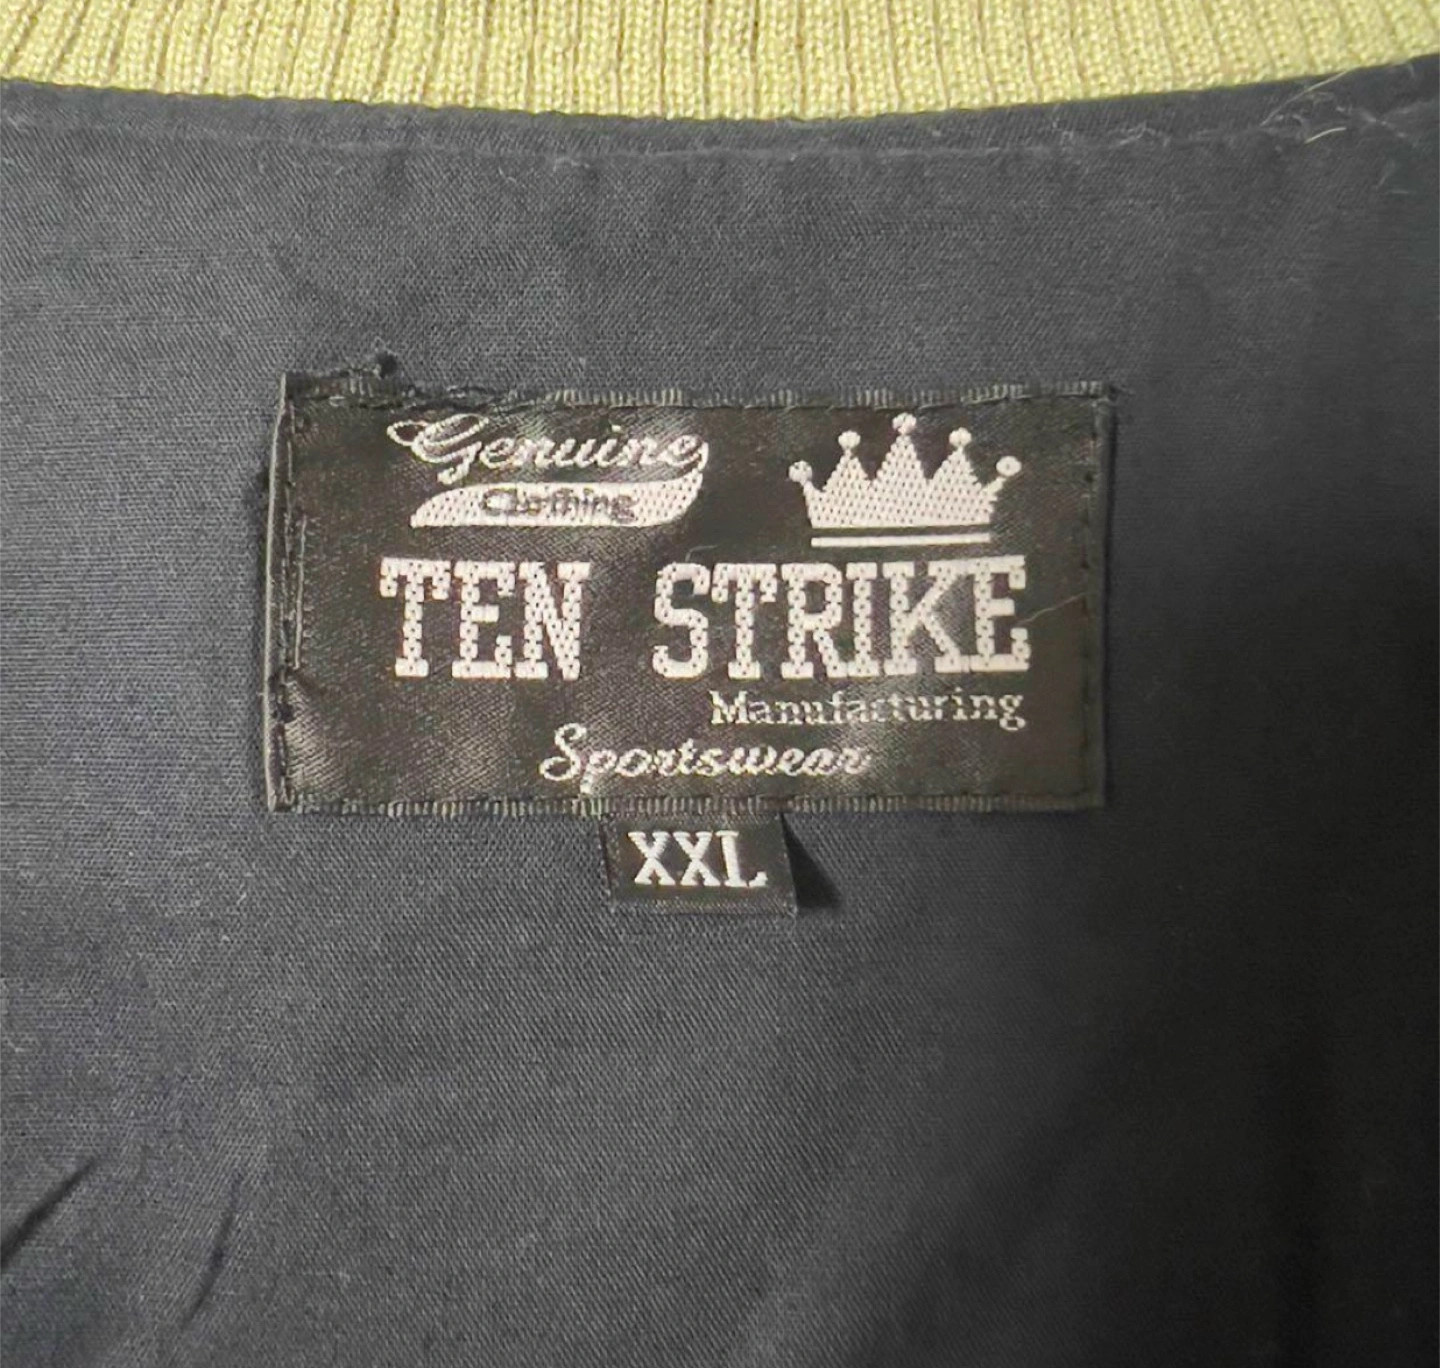 Genuine
Clothing
TEN STRIKE
Manufacturing
Sportswear
XXL